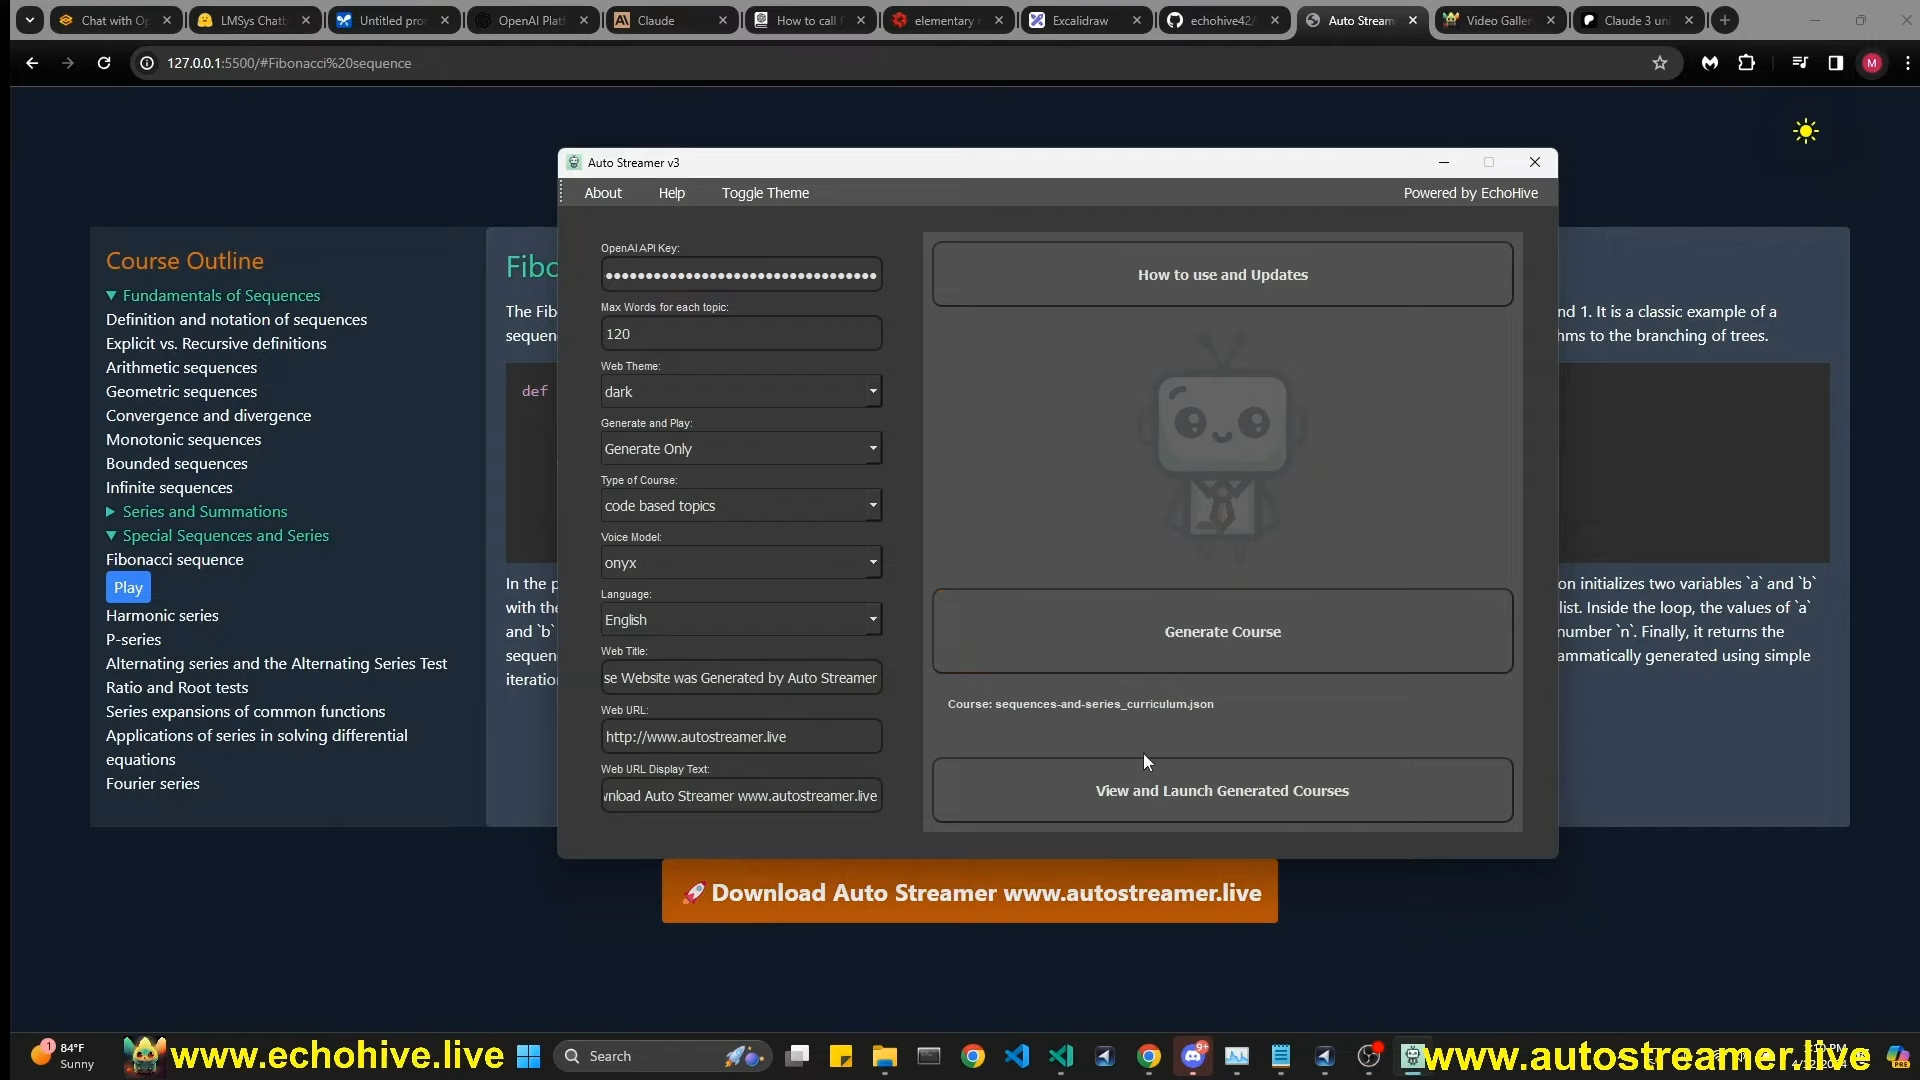 Chat with Op
LMSys Chatb
Untitled pro
OpenAI Platf
Claude
How to call f
elementary
Excalidraw
echohive42/
Auto Stream
Video Galler
Claude 3 un
127.0.0.1:5500/#Fibonacci%20sequence
M
Auto Streamer v3
About
Help
Toggle Theme
Powered by EchoHive
Course Outline
Fundamentals of Sequences
Definition and notation of sequences
Explicit vs. Recursive definitions
Arithmetic sequences
Geometric sequences
Convergence and divergence
Monotonic sequences
Bounded sequences
Infinite sequences
Series and Summations
Special Sequences and Series
Fibonacci sequence
Play
Harmonic series
P-series
Alternating series and the Alternating Series Test
Ratio and Root tests
Series expansions of common functions
Applications of series in solving differential
equations
Fourier series
Fibo
The Fib
sequen
def
In the p
with the
and `b`
sequen
iteratio
OpenAI API Key:
••••••••••••••••••••••••••••••••••
Max Words for each topic:
120
Web Theme:
dark
Generate and Play:
Generate Only
Type of Course:
code based topics
Voice Model:
onyx
Language:
English
Web Title:
se Website was Generated by Auto Streamer
Web URL:
http://www.autostreamer.live
Web URL Display Text:
wnload Auto Streamer www.autostreamer.live
How to use and Updates
Generate Course
Course: sequences-and-series_curriculum.json
View and Launch Generated Courses
nd 1. It is a classic example of a
hms to the branching of trees.
on initializes two variables `a` and `b`
list. Inside the loop, the values of `a`
number `n`. Finally, it returns the
ammatically generated using simple
🚀 Download Auto Streamer www.autostreamer.live
1
84°F
Sunny
www.echohive.live
Search
9+
www.autostreamer.live
PRE